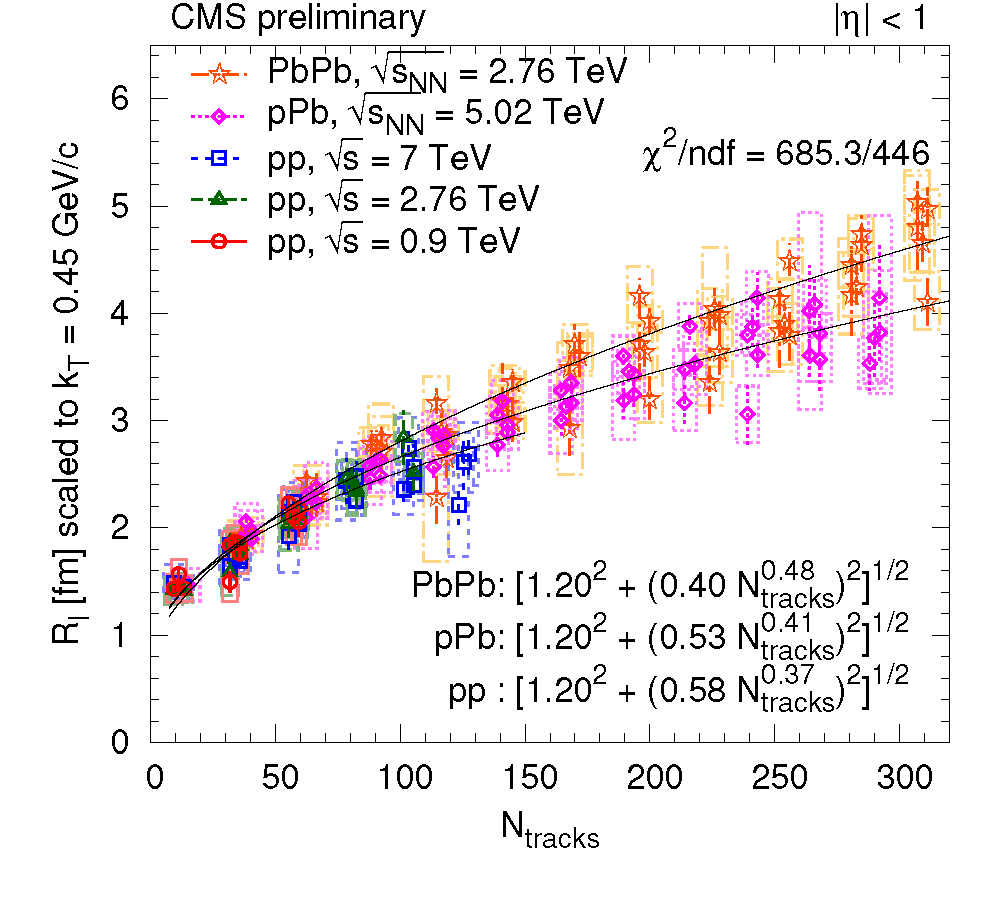 CMS preliminary |η| < 1
PbPb, √s_NN = 2.76 TeV
pPb, √s_NN = 5.02 TeV
pp, √s = 7 TeV
pp, √s = 2.76 TeV
pp, √s = 0.9 TeV
χ²/ndf = 685.3/446
PbPb: [1.20² + (0.40 N_tracks^0.48)²]^1/2
pPb: [1.20² + (0.53 N_tracks^0.41)²]^1/2
pp : [1.20² + (0.58 N_tracks^0.37)²]^1/2
R_l [fm] scaled to k_T = 0.45 GeV/c
6
5
4
3
2
1
0
0 50 100 150 200 250 300
N_tracks